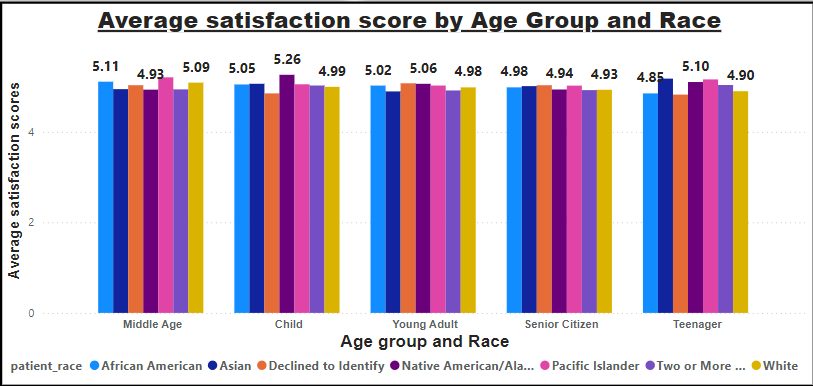 Average satisfaction score by Age Group and Race
Average satisfaction scores
5.11 4.93 5.09 5.05 5.26 4.99 5.02 5.06 4.98 4.98 4.94 4.93 4.85 5.10 4.90
4
2
0
Middle Age Child Young Adult Senior Citizen Teenager
Age group and Race
patient_race African American Asian Declined to Identify Native American/Ala... Pacific Islander Two or More ... White